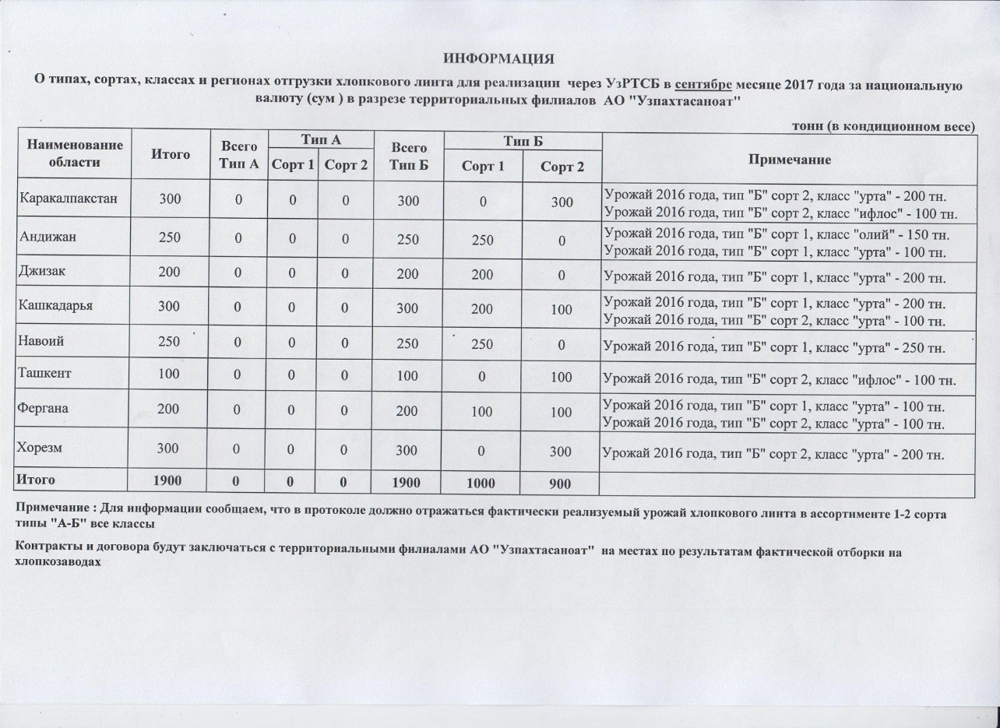 ИНФОРМАЦИЯ
О типах, сортах, классах и регионах отгрузки хлопкового линта для реализации через УзРТСБ в сентябре месяце 2017 года за национальную
валюту (сум ) в разрезе территориальных филиалов АО "Узпахтасаноат"
тонн (в кондиционном весе)
Наименование области Итого Всего Тип А Тип А Всего Тип Б Тип Б Примечание
Сорт 1 Сорт 2 Сорт 1 Сорт 2
Каракалпакстан 300 0 0 0 300 0 300 Урожай 2016 года, тип "Б" сорт 2, класс "урта" - 200 тн.
Урожай 2016 года, тип "Б" сорт 2, класс "ифлос" - 100 тн.
Андижан 250 0 0 0 250 250 0 Урожай 2016 года, тип "Б" сорт 1, класс "олий" - 150 тн.
Урожай 2016 года, тип "Б" сорт 1, класс "урта" - 100 тн.
Джизак 200 0 0 0 200 200 0 Урожай 2016 года, тип "Б" сорт 1, класс "урта" - 200 тн.
Кашкадарья 300 0 0 0 300 200 100 Урожай 2016 года, тип "Б" сорт 1, класс "урта" - 200 тн.
Урожай 2016 года, тип "Б" сорт 2, класс "урта" - 100 тн.
Навоий 250 0 0 0 250 250 0 Урожай 2016 года, тип "Б" сорт 1, класс "урта" - 250 тн.
Ташкент 100 0 0 0 100 0 100 Урожай 2016 года, тип "Б" сорт 2, класс "ифлос" - 100 тн.
Фергана 200 0 0 0 200 100 100 Урожай 2016 года, тип "Б" сорт 1, класс "урта" - 100 тн.
Урожай 2016 года, тип "Б" сорт 2, класс "урта" - 100 тн.
Хорезм 300 0 0 0 300 0 300 Урожай 2016 года, тип "Б" сорт 2, класс "урта" - 200 тн.
Итого 1900 0 0 0 1900 1000 900
Примечание : Для информации сообщаем, что в протоколе должно отражаться фактически реализуемый урожай хлопкового линта в ассортименте 1-2 сорта
типы "А-Б" все классы
Контракты и договора будут заключаться с территориальными филиалами АО "Узпахтасаноат" на местах по результатам фактической отборки на
хлопкозаводах